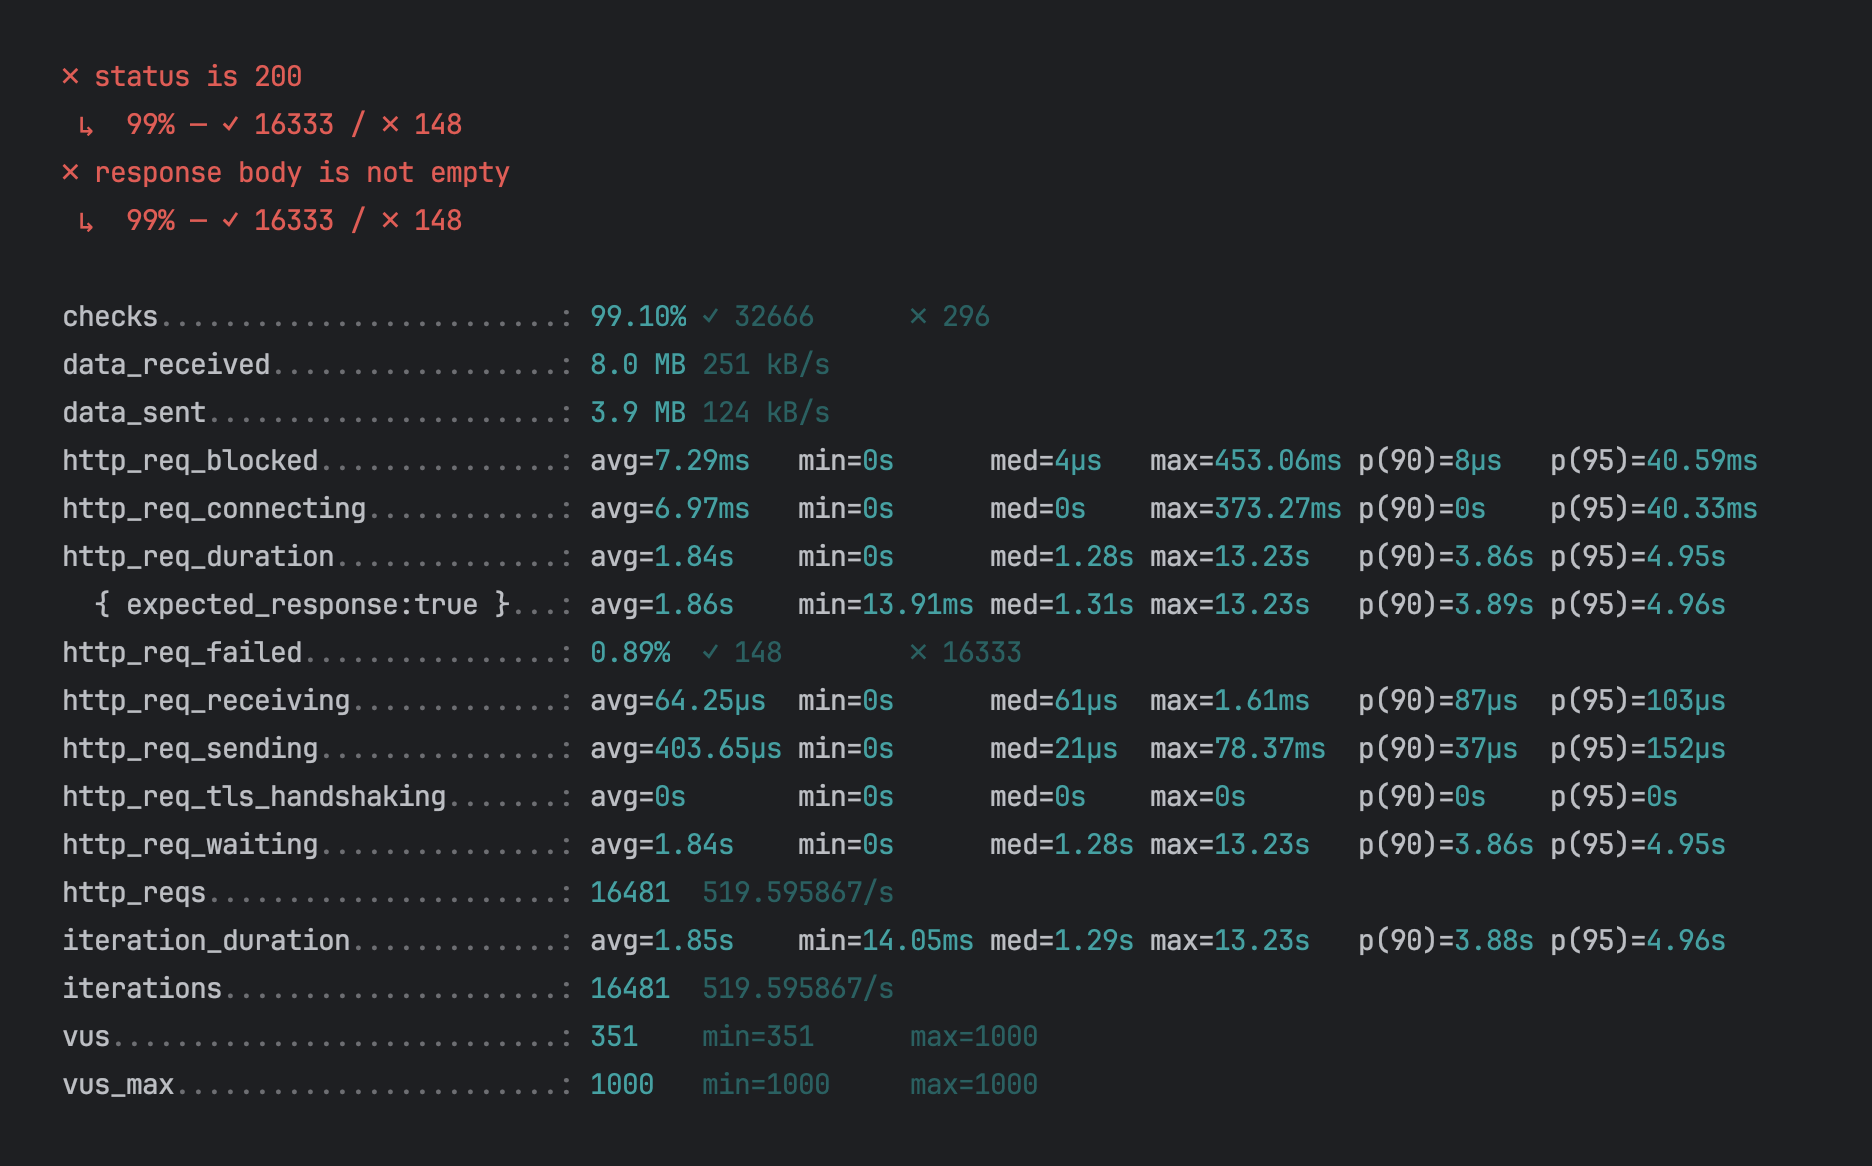 ✗ status is 200
↳  99% — ✓ 16333 / ✗ 148
✗ response body is not empty
↳  99% — ✓ 16333 / ✗ 148
checks.........................: 99.10% ✓ 32666      ✗ 296
data_received..................: 8.0 MB 251 kB/s
data_sent......................: 3.9 MB 124 kB/s
http_req_blocked...............: avg=7.29ms   min=0s      med=4µs   max=453.06ms p(90)=8µs   p(95)=40.59ms
http_req_connecting............: avg=6.97ms   min=0s      med=0s    max=373.27ms p(90)=0s    p(95)=40.33ms
http_req_duration..............: avg=1.84s    min=0s      med=1.28s max=13.23s   p(90)=3.86s p(95)=4.95s
{ expected_response:true }...: avg=1.86s    min=13.91ms med=1.31s max=13.23s   p(90)=3.89s p(95)=4.96s
http_req_failed................: 0.89%  ✓ 148        ✗ 16333
http_req_receiving.............: avg=64.25µs  min=0s      med=61µs  max=1.61ms   p(90)=87µs  p(95)=103µs
http_req_sending...............: avg=403.65µs min=0s      med=21µs  max=78.37ms  p(90)=37µs  p(95)=152µs
http_req_tls_handshaking.......: avg=0s       min=0s      med=0s    max=0s       p(90)=0s    p(95)=0s
http_req_waiting...............: avg=1.84s    min=0s      med=1.28s max=13.23s   p(90)=3.86s p(95)=4.95s
http_reqs......................: 16481  519.595867/s
iteration_duration.............: avg=1.85s    min=14.05ms med=1.29s max=13.23s   p(90)=3.88s p(95)=4.96s
iterations.....................: 16481  519.595867/s
vus............................: 351    min=351      max=1000
vus_max........................: 1000   min=1000     max=1000